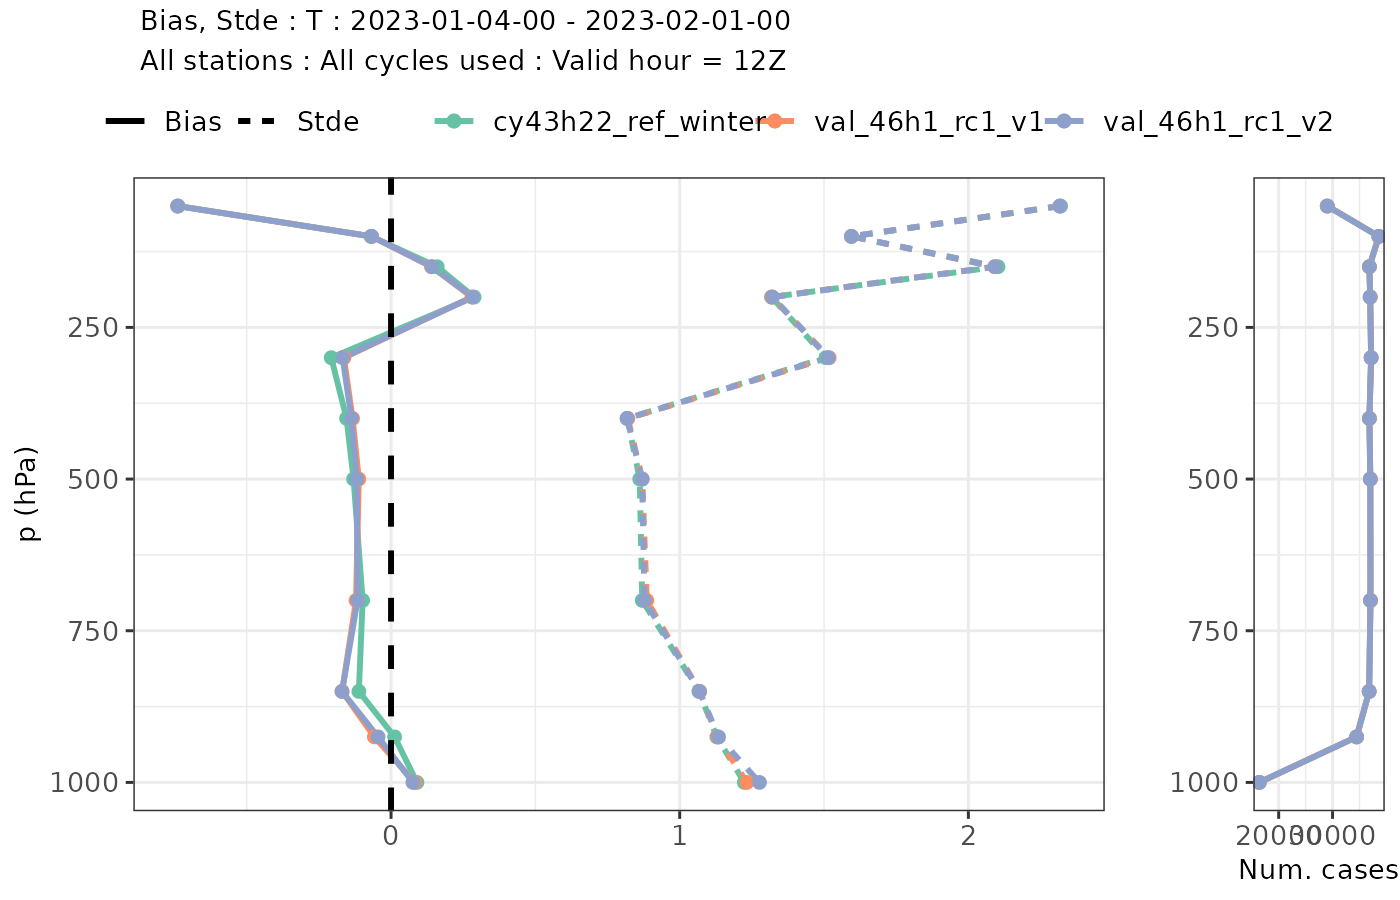 Bias, Stde : T : 2023-01-04-00 - 2023-02-01-00
All stations : All cycles used : Valid hour = 12Z
Bias Stde cy43h22_ref_winter val_46h1_rc1_v1 val_46h1_rc1_v2
p (hPa)
250
500
750
1000
0 1 2
250
500
750
1000
20000 30000
Num. cases